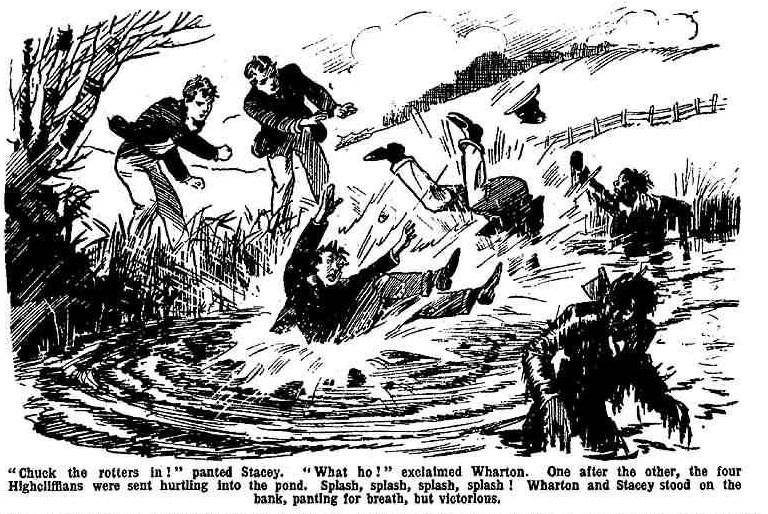 "Chuck the rotters in!" panted Stacey. "What ho!" exclaimed Wharton. One after the other, the four
Highcliffians were sent hurtling into the pond. Splash, splash, splash, splash! Wharton and Stacey stood on the
bank, panting for breath, but victorious.